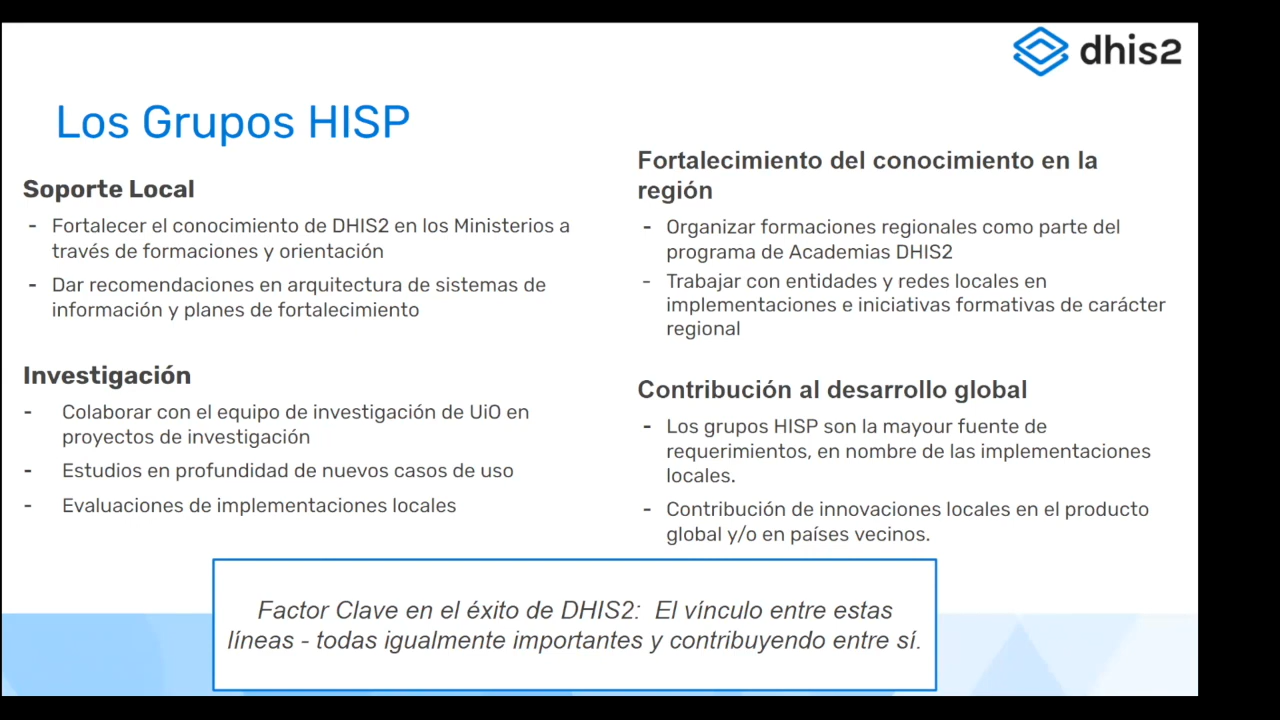 dhis2
Los Grupos HISP
Soporte Local
- Fortalecer el conocimiento de DHIS2 en los Ministerios a
través de formaciones y orientación
- Dar recomendaciones en arquitectura de sistemas de
información y planes de fortalecimiento
Investigación
- Colaborar con el equipo de investigación de UiO en
proyectos de investigación
- Estudios en profundidad de nuevos casos de uso
- Evaluaciones de implementaciones locales
Fortalecimiento del conocimiento en la
región
- Organizar formaciones regionales como parte del
programa de Academias DHIS2
- Trabajar con entidades y redes locales en
implementaciones e iniciativas formativas de carácter
regional
Contribución al desarrollo global
- Los grupos HISP son la mayour fuente de
requerimientos, en nombre de las implementaciones
locales.
- Contribución de innovaciones locales en el producto
global y/o en países vecinos.
Factor Clave en el éxito de DHIS2: El vínculo entre estas
líneas - todas igualmente importantes y contribuyendo entre sí.